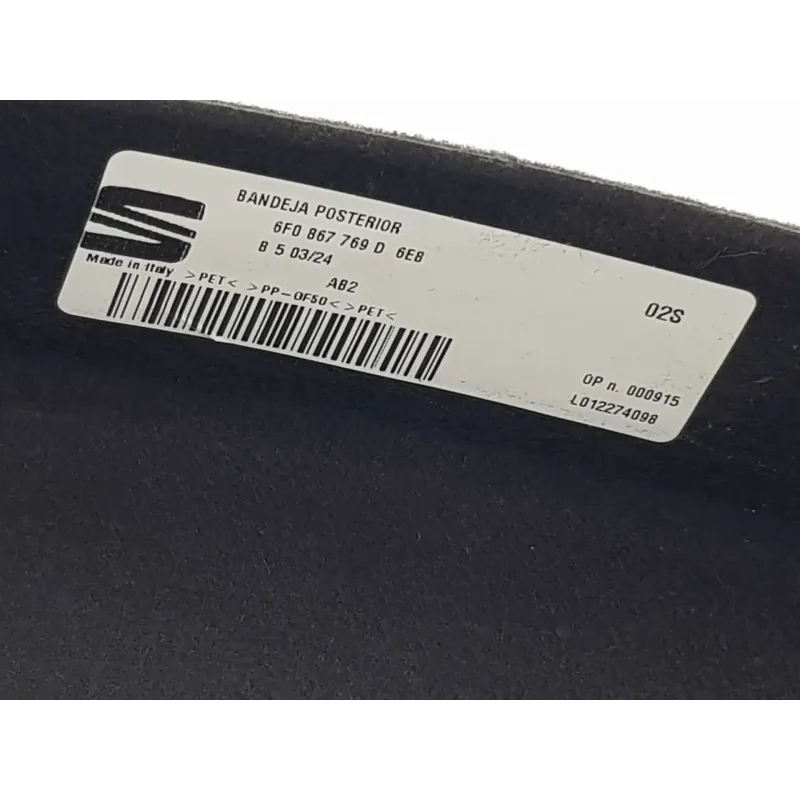 BANDEJA POSTERIOR
6F0 867 769 D 6E8
B 5 03/24
AB2
02S
Made in Italy >PET< >PP-OF50< >PET<
OP n. 000915
L012274098